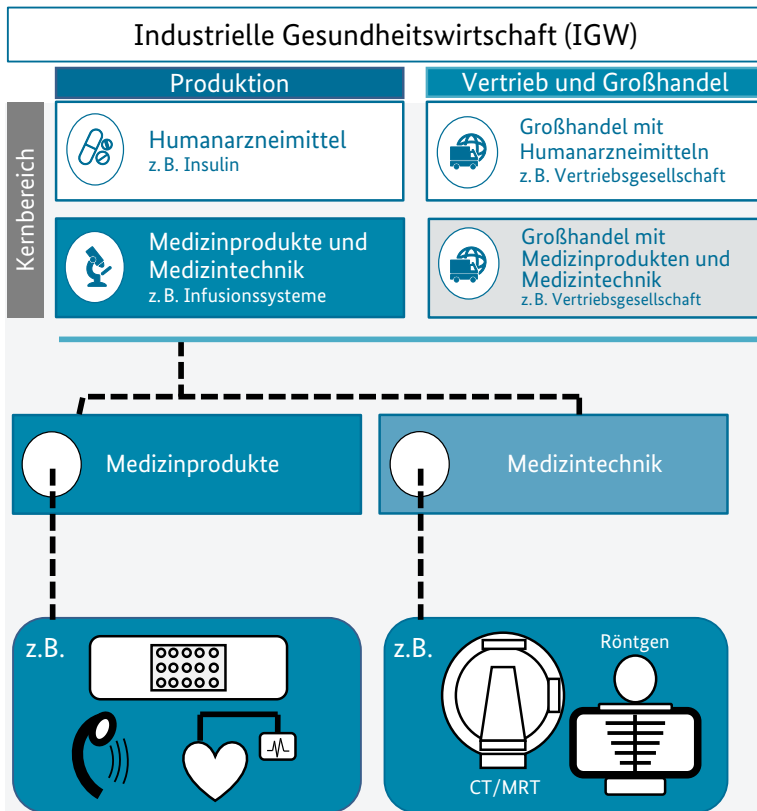 Industrielle Gesundheitswirtschaft (IGW)
Produktion
Vertrieb und Großhandel
Kernbereich
Humanarzneimittel
z. B. Insulin
Großhandel mit
Humanarzneimitteln
z. B. Vertriebsgesellschaft
Medizinprodukte und
Medizintechnik
z. B. Infusionssysteme
Großhandel mit
Medizinprodukten und
Medizintechnik
z. B. Vertriebsgesellschaft
Medizinprodukte
Medizintechnik
z.B.
z.B.
Röntgen
CT/MRT